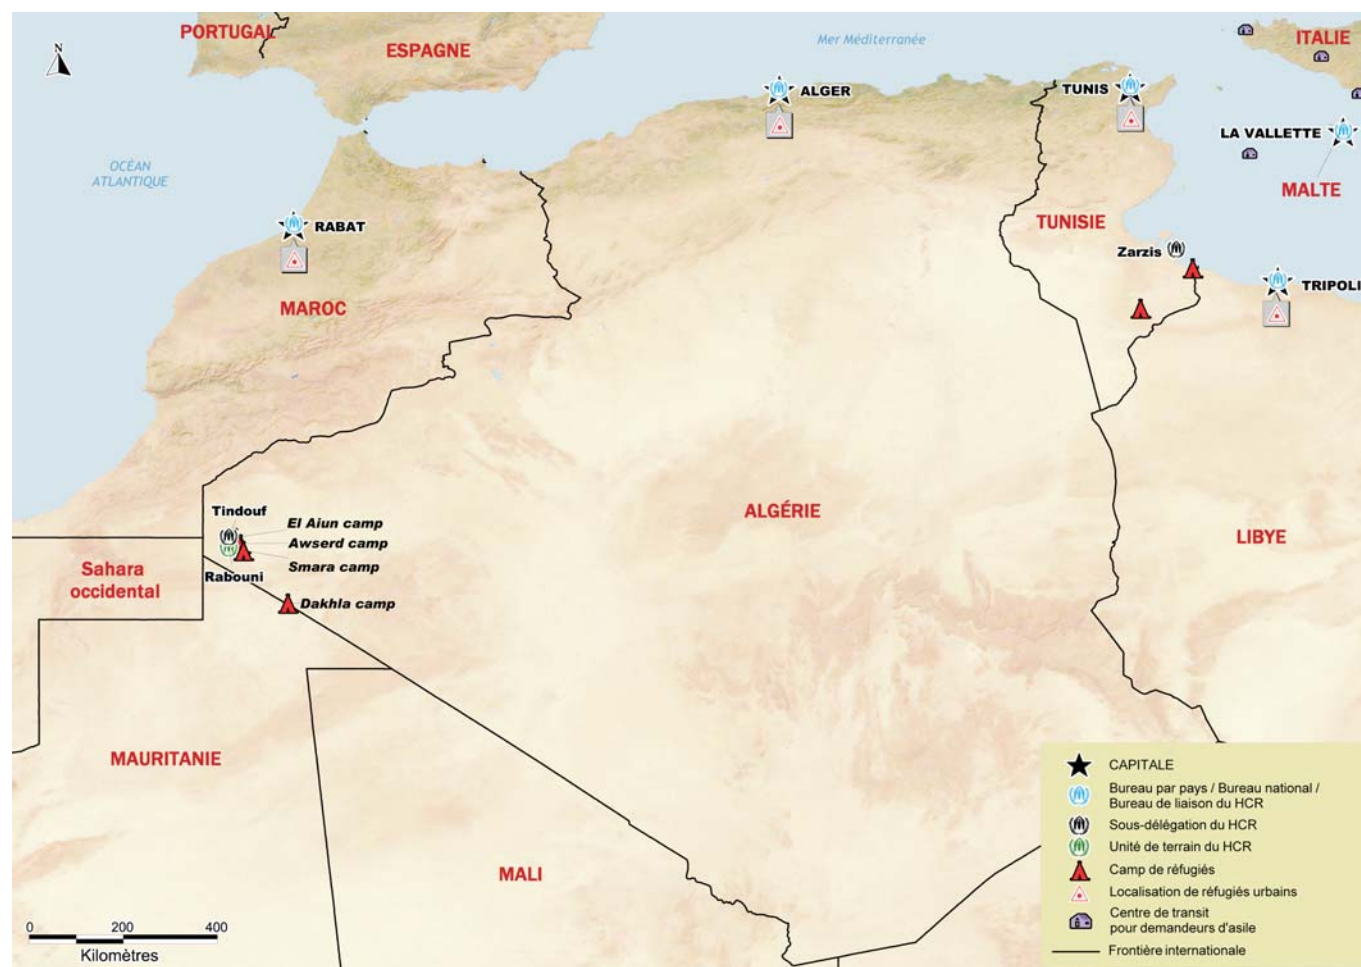 PORTUGAL
ESPAGNE
Mer Méditerranée
ITALIE
N
ALGER
TUNIS
LA VALLETTE
MALTE
OCÉAN
ATLANTIQUE
RABAT
TUNISIE
Zarzis
TRIPOLI
MAROC
ALGÉRIE
LIBYE
Tindouf
El Aiun camp
Awserd camp
Smara camp
Rabouni
Dakhla camp
Sahara
occidental
MAURITANIE
MALI
0 200 400
Kilomètres
CAPITALE
Bureau par pays / Bureau national /
Bureau de liaison du HCR
Sous-délégation du HCR
Unité de terrain du HCR
Camp de réfugiés
Localisation de réfugiés urbains
Centre de transit
pour demandeurs d'asile
Frontière internationale